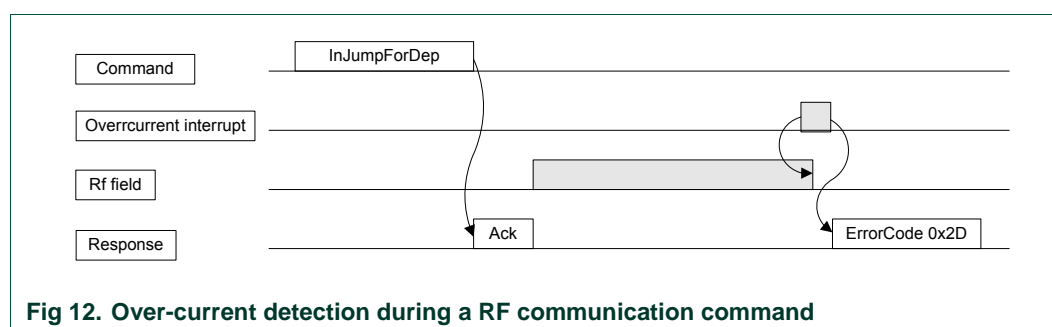 InJumpForDep
Command
Overrcurrent interrupt
Rf field
Ack
ErrorCode 0x2D
Response
Fig 12. Over-current detection during a RF communication command